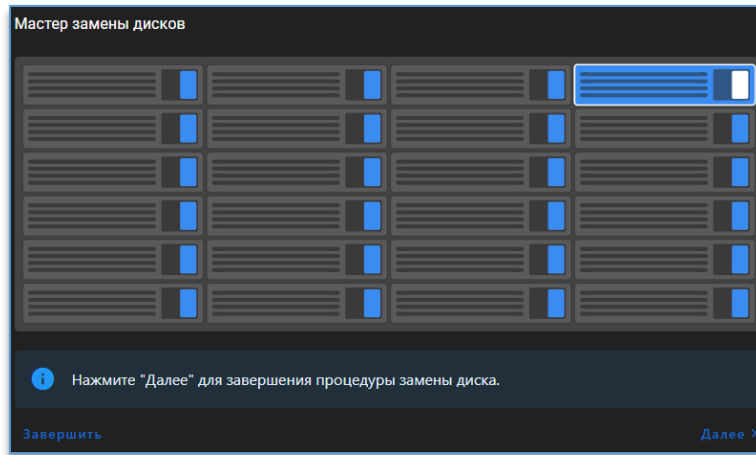 Мастер замены дисков
Нажмите "Далее" для завершения процедуры замены диска.
Завершить
Далее